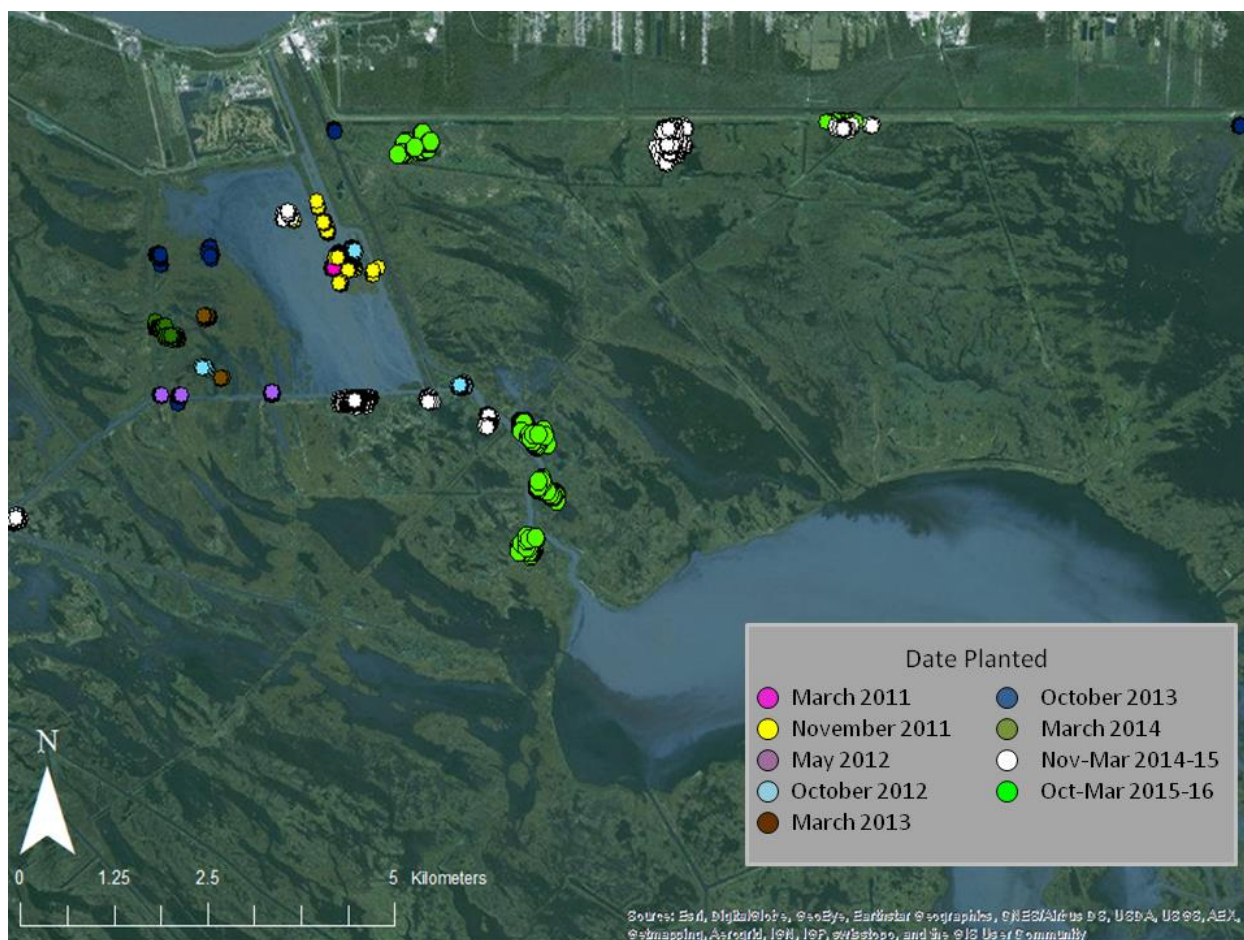 Date Planted
March 2011
November 2011
May 2012
October 2012
March 2013
October 2013
March 2014
Nov-Mar 2014-15
Oct-Mar 2015-16
N
0 1.25 2.5 5 Kilometers
Source: Esri, DigitalGlobe, GeoEye, Earthstar Geographics, CNES/Airbus DS, USDA, USGS, AEX,
Getmapping, Aerogrid, IGN, IGP, swisstopo, and the GIS User Community